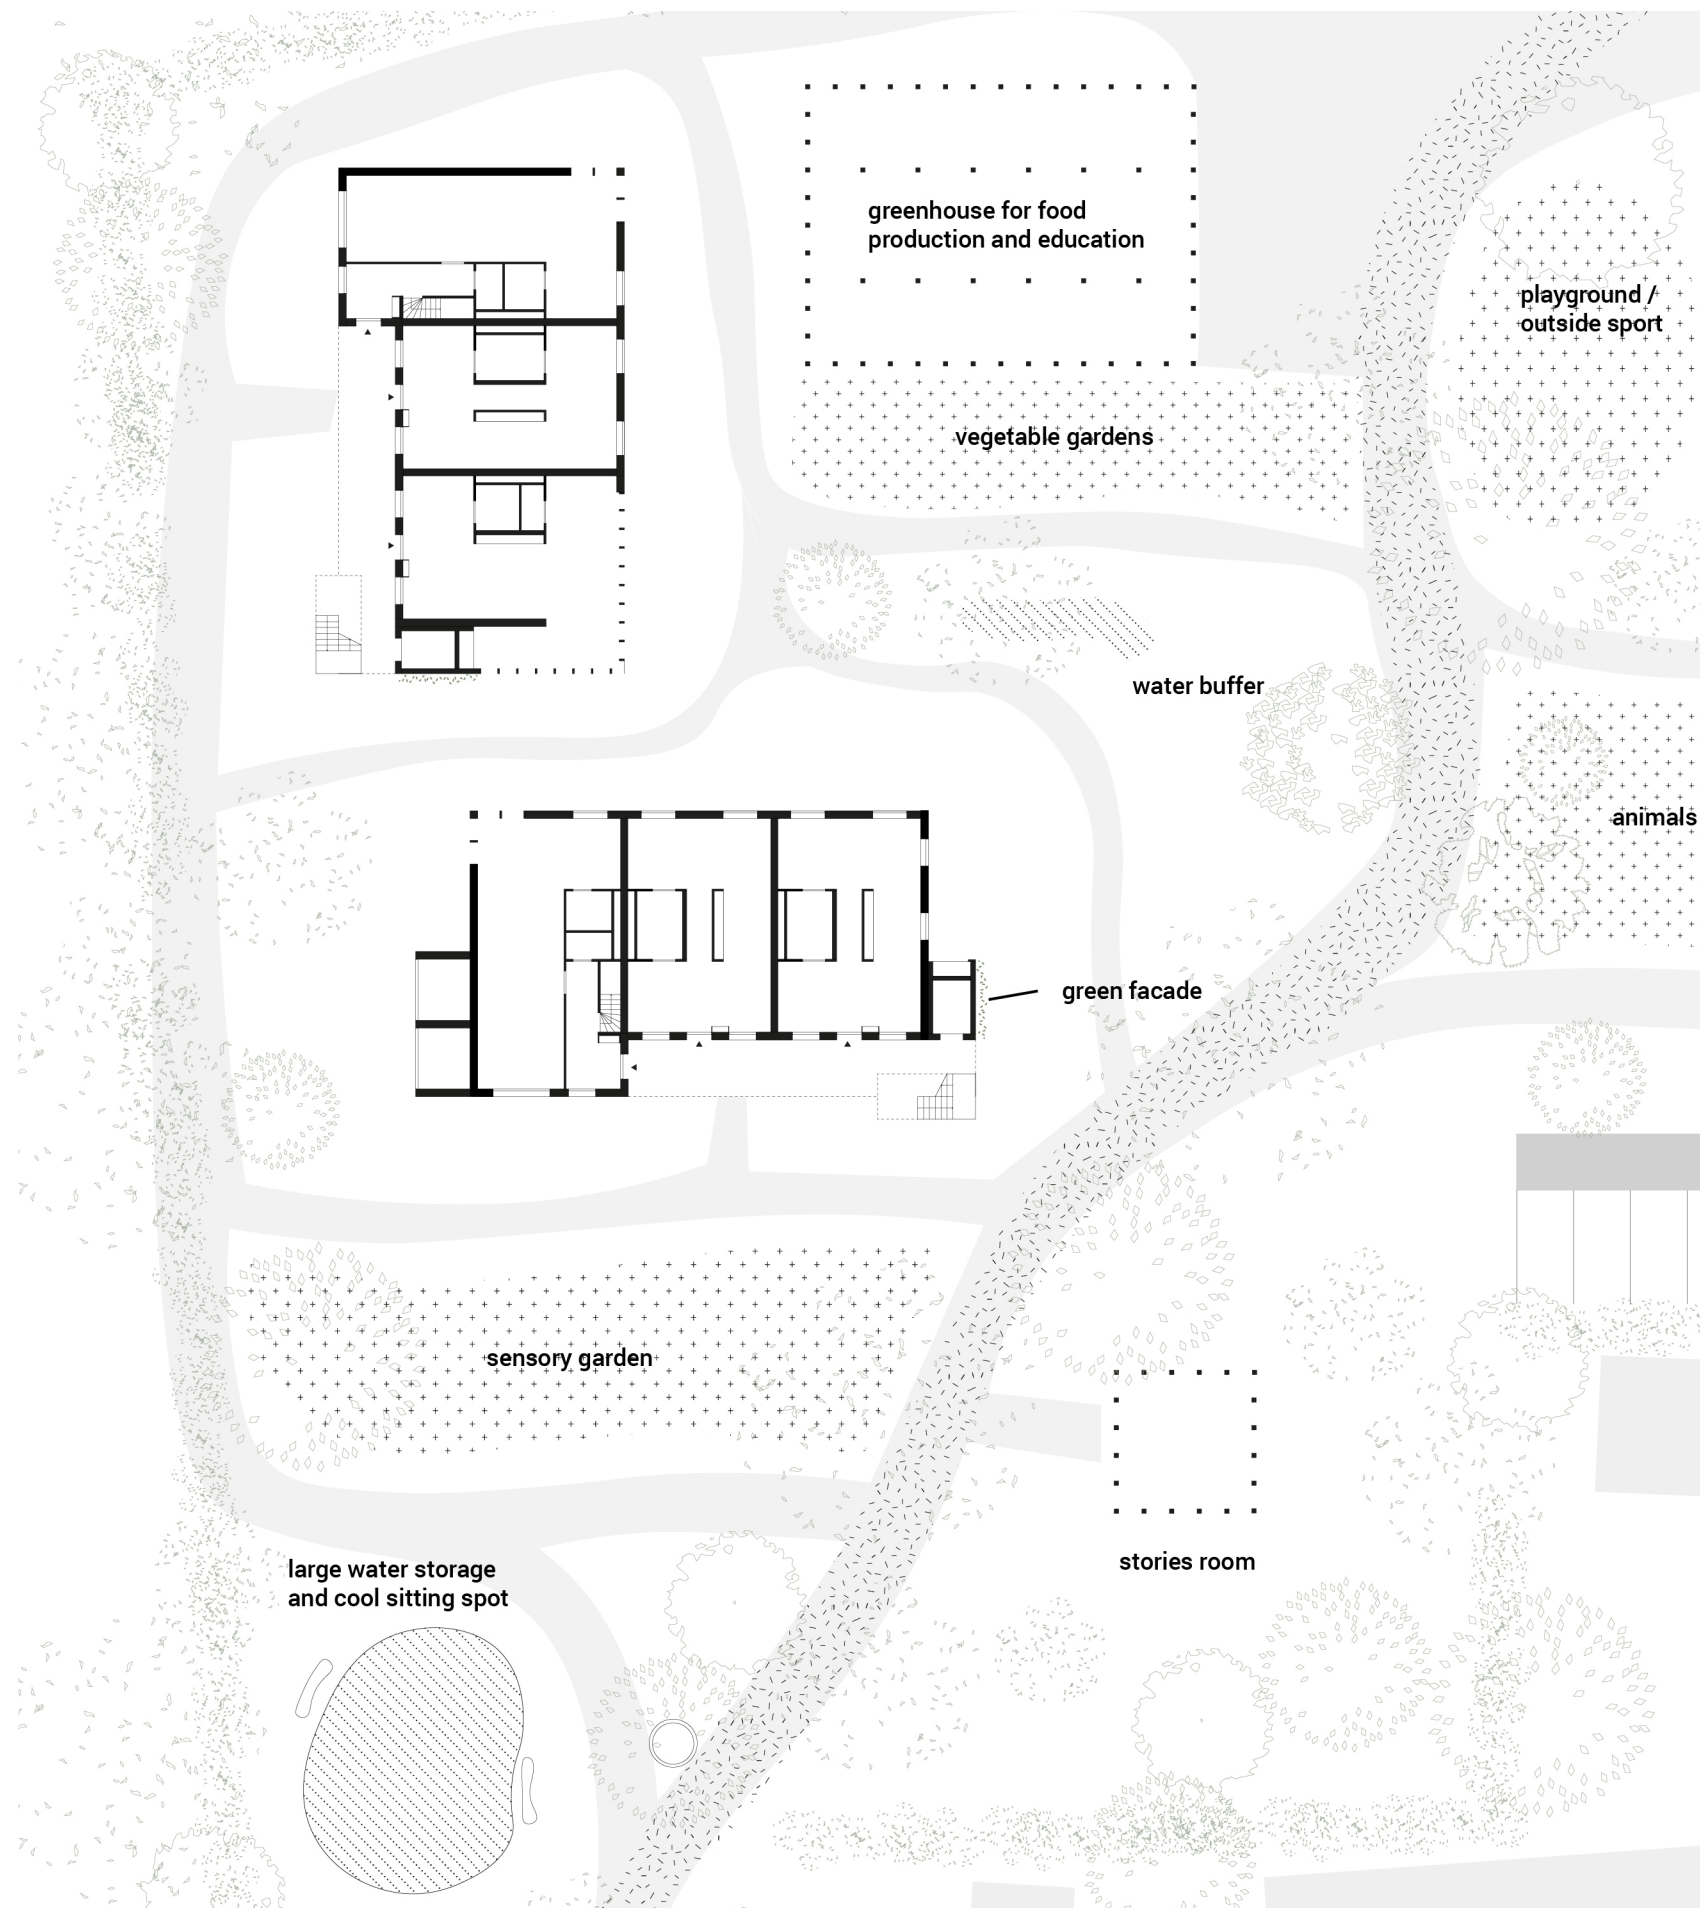 greenhouse for food
production and education
playground /
outside sport
vegetable gardens
water buffer
animals
green facade
sensory garden
stories room
large water storage
and cool sitting spot